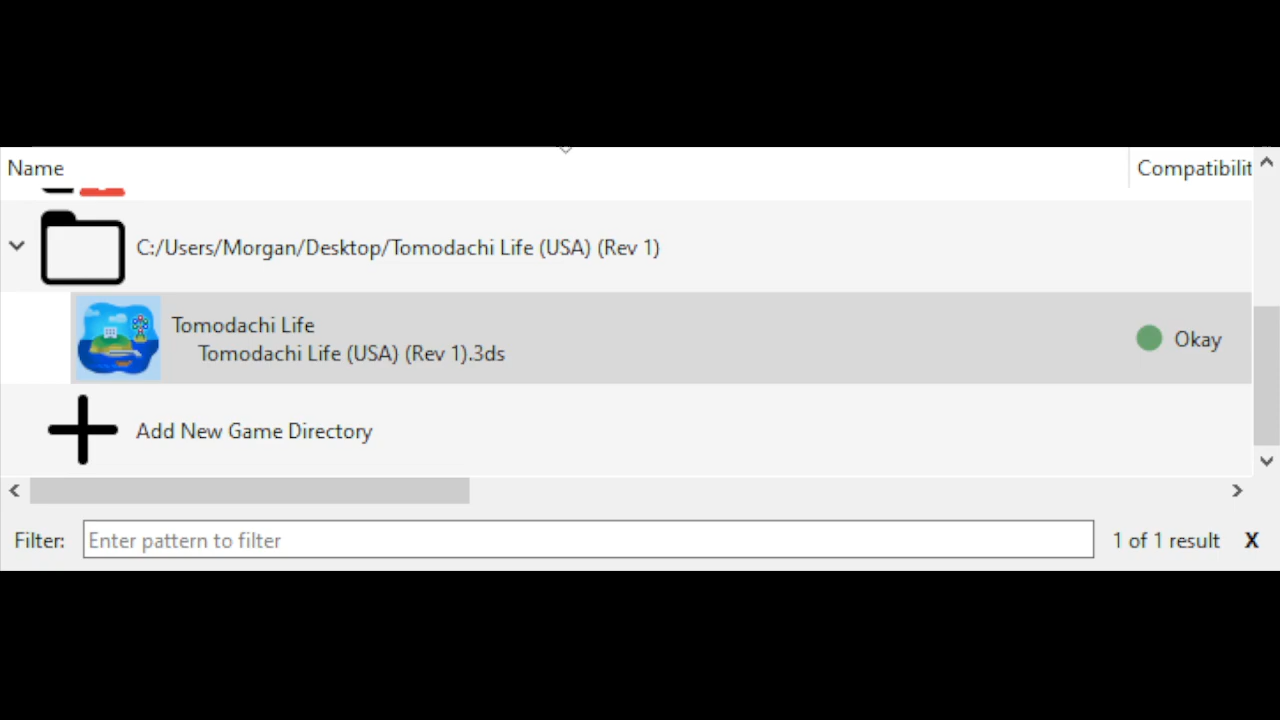 Name
Compatibilit
C:/Users/Morgan/Desktop/Tomodachi Life (USA) (Rev 1)
Tomodachi Life
Tomodachi Life (USA) (Rev 1).3ds
Okay
Add New Game Directory
Filter:
Enter pattern to filter
1 of 1 result
X